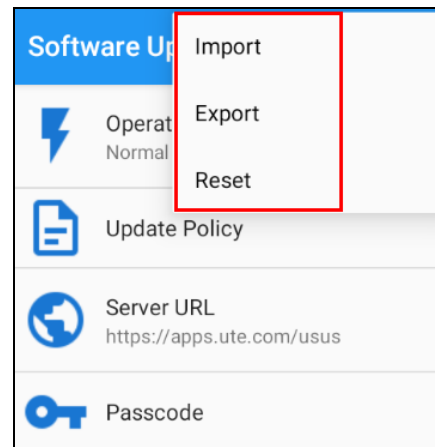 Software Up
Import
Export
Reset
Operat
Normal
Update Policy
Server URL
https://apps.ute.com/usus
Passcode